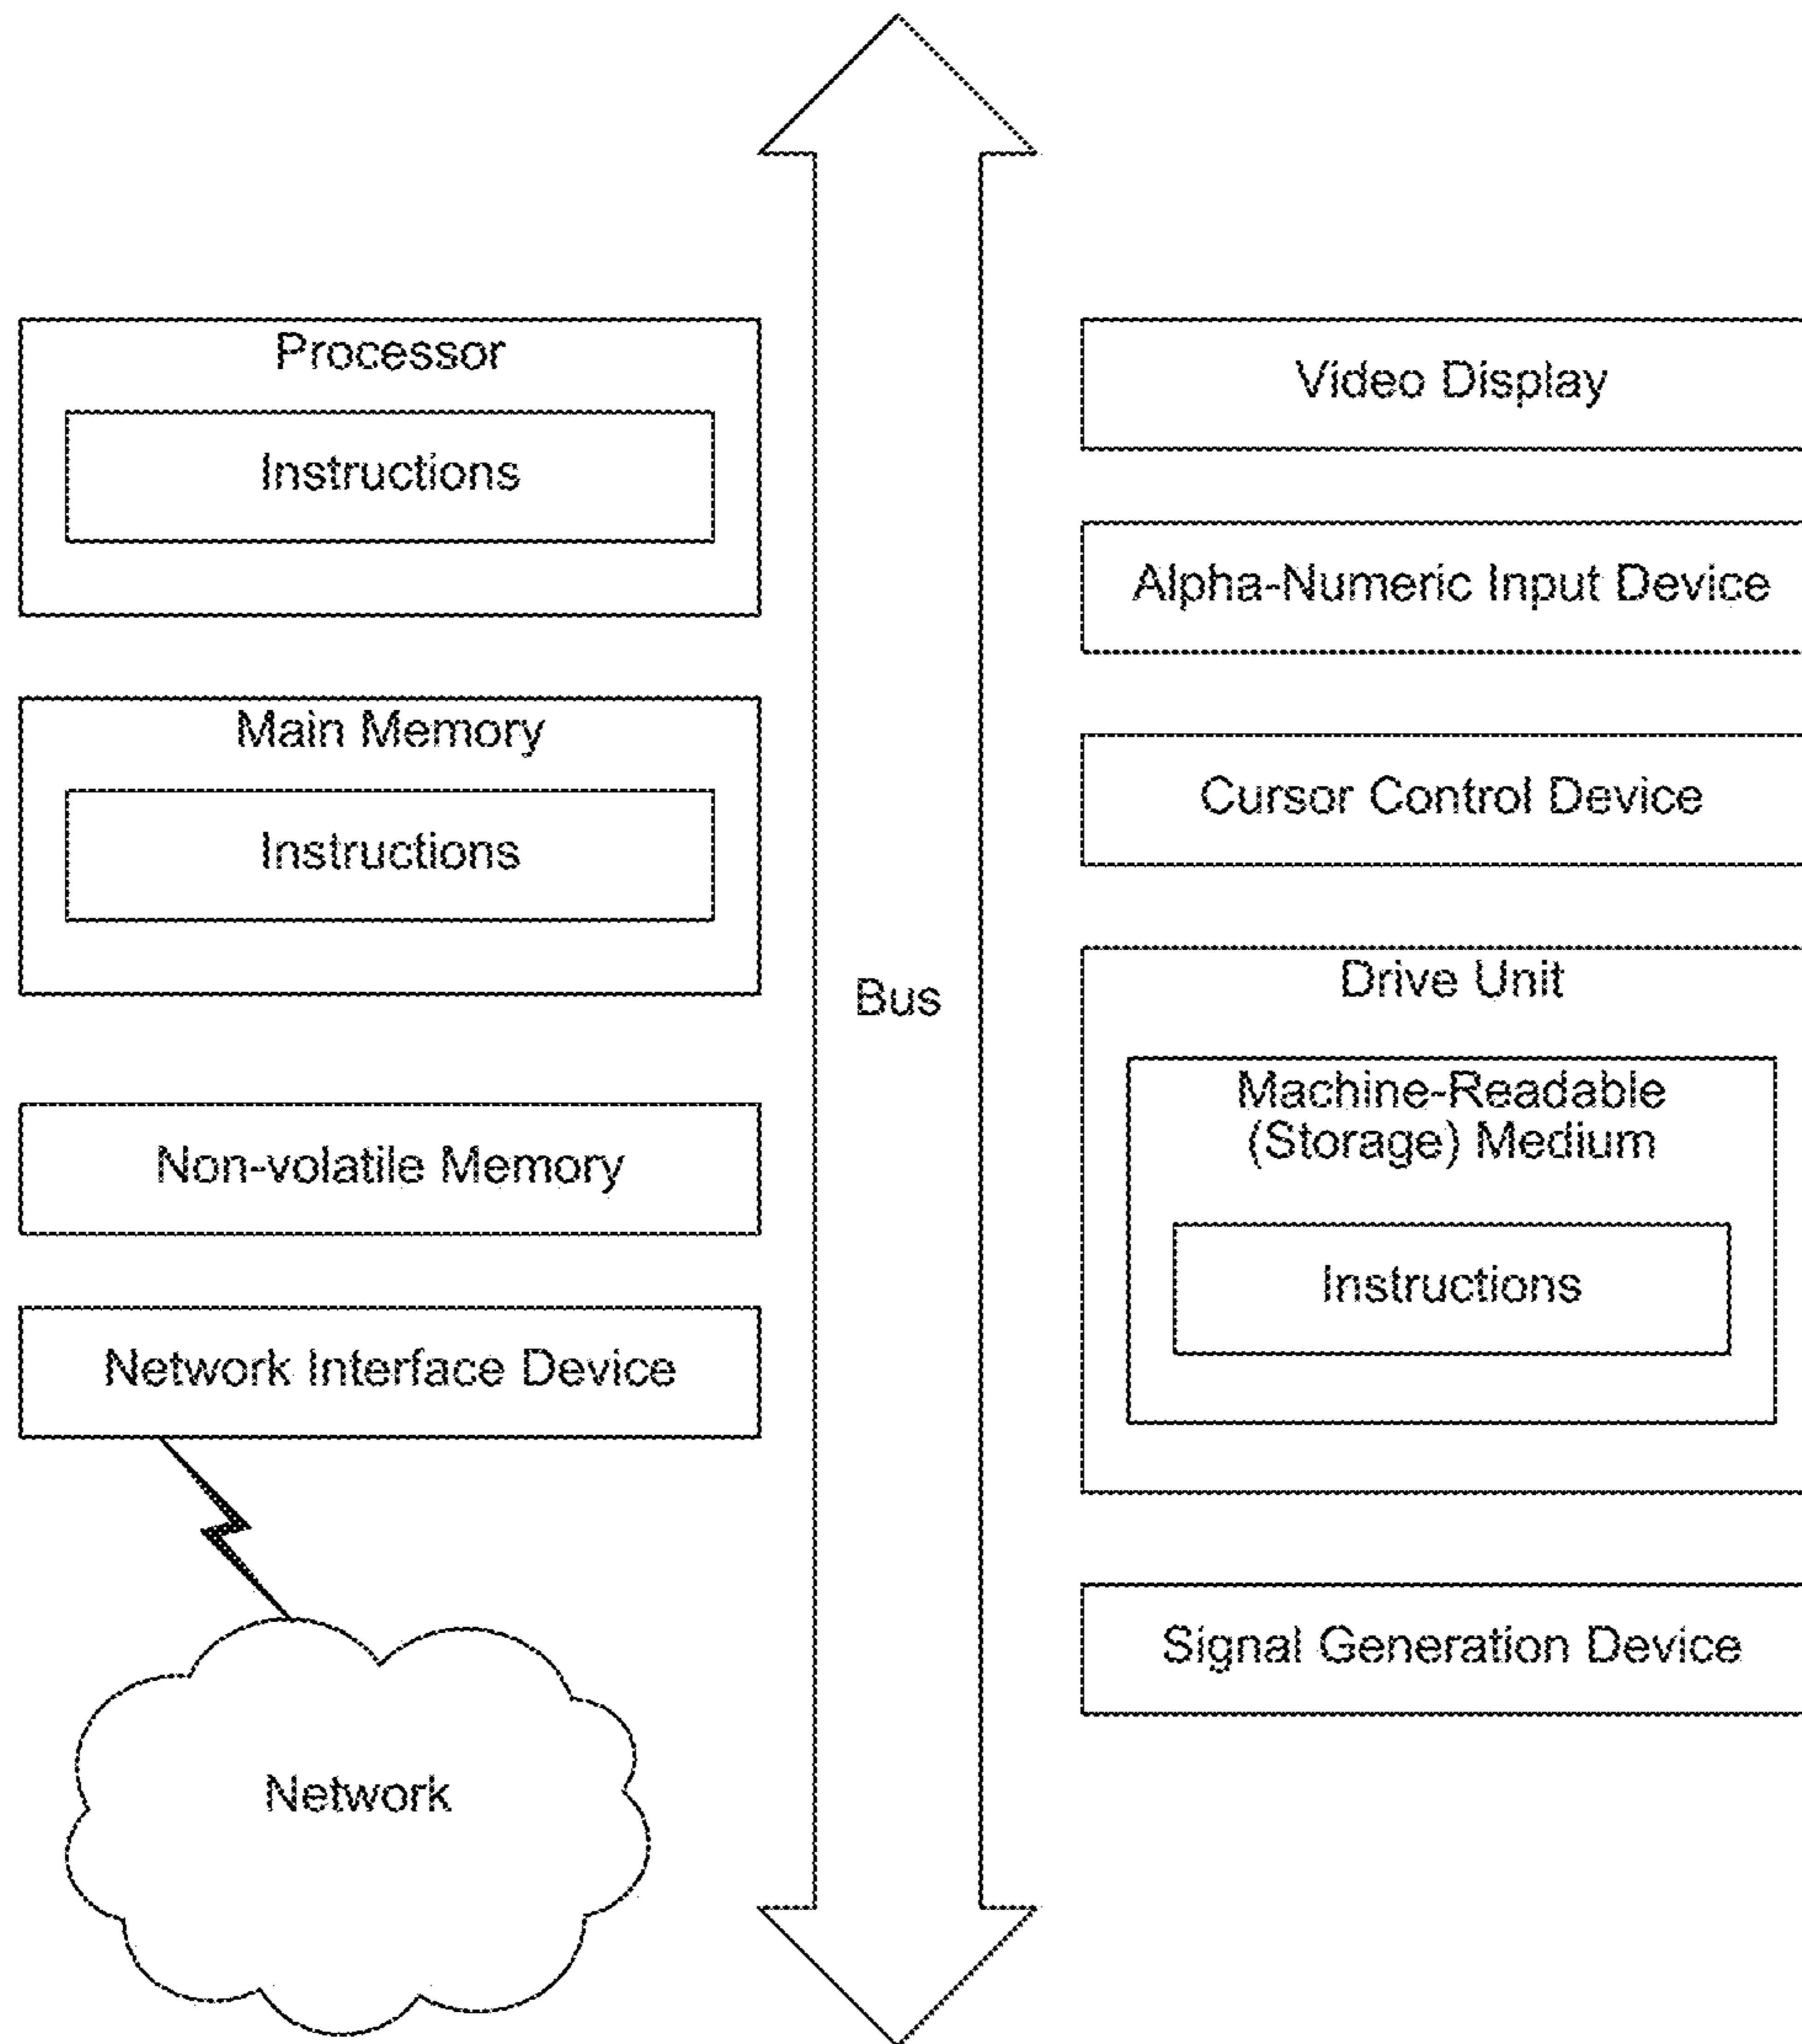 Processor
Instructions
Main Memory
Instructions
Non-volatile Memory
Network Interface Device
Network
Bus
Video Display
Alpha-Numeric Input Device
Cursor Control Device
Drive Unit
Machine-Readable
(Storage) Medium
Instructions
Signal Generation Device